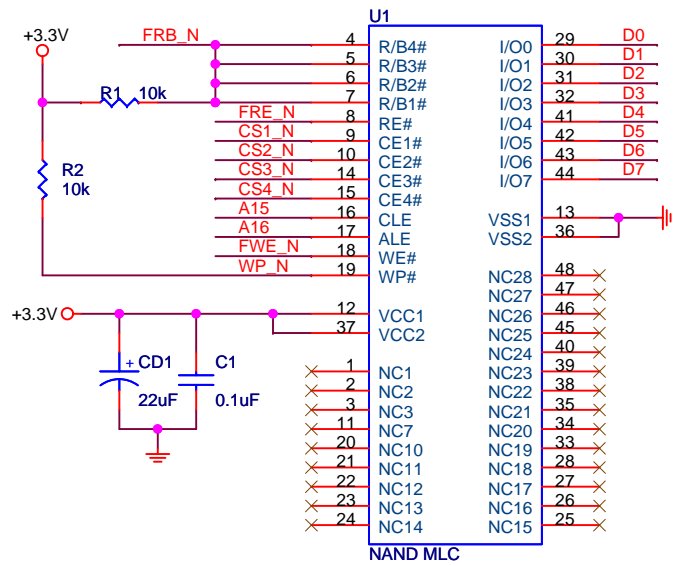 U1
+3.3V
FRB_N 4 R/B4# I/O0 29 D0
5 R/B3# I/O1 30 D1
6 R/B2# I/O2 31 D2
R1 10k 7 R/B1# I/O3 32 D3
FRE_N 8 RE# I/O4 41 D4
CS1_N 9 CE1# I/O5 42 D5
CS2_N 10 CE2# I/O6 43 D6
R2 CS3_N 14 CE3# I/O7 44 D7
10k CS4_N 15 CE4#
A15 16 CLE VSS1 13
A16 17 ALE VSS2 36
FWE_N 18 WE#
WP_N 19 WP# NC28 48
NC27 47
+3.3V 12 VCC1 NC26 46
37 VCC2 NC25 45
NC24 40
+ CD1 C1 1 NC1 NC23 39
2 NC2 NC22 38
22uF 0.1uF 3 NC3 NC21 35
11 NC7 NC20 34
20 NC10 NC19 33
21 NC11 NC18 28
22 NC12 NC17 27
23 NC13 NC16 26
24 NC14 NC15 25
NAND MLC